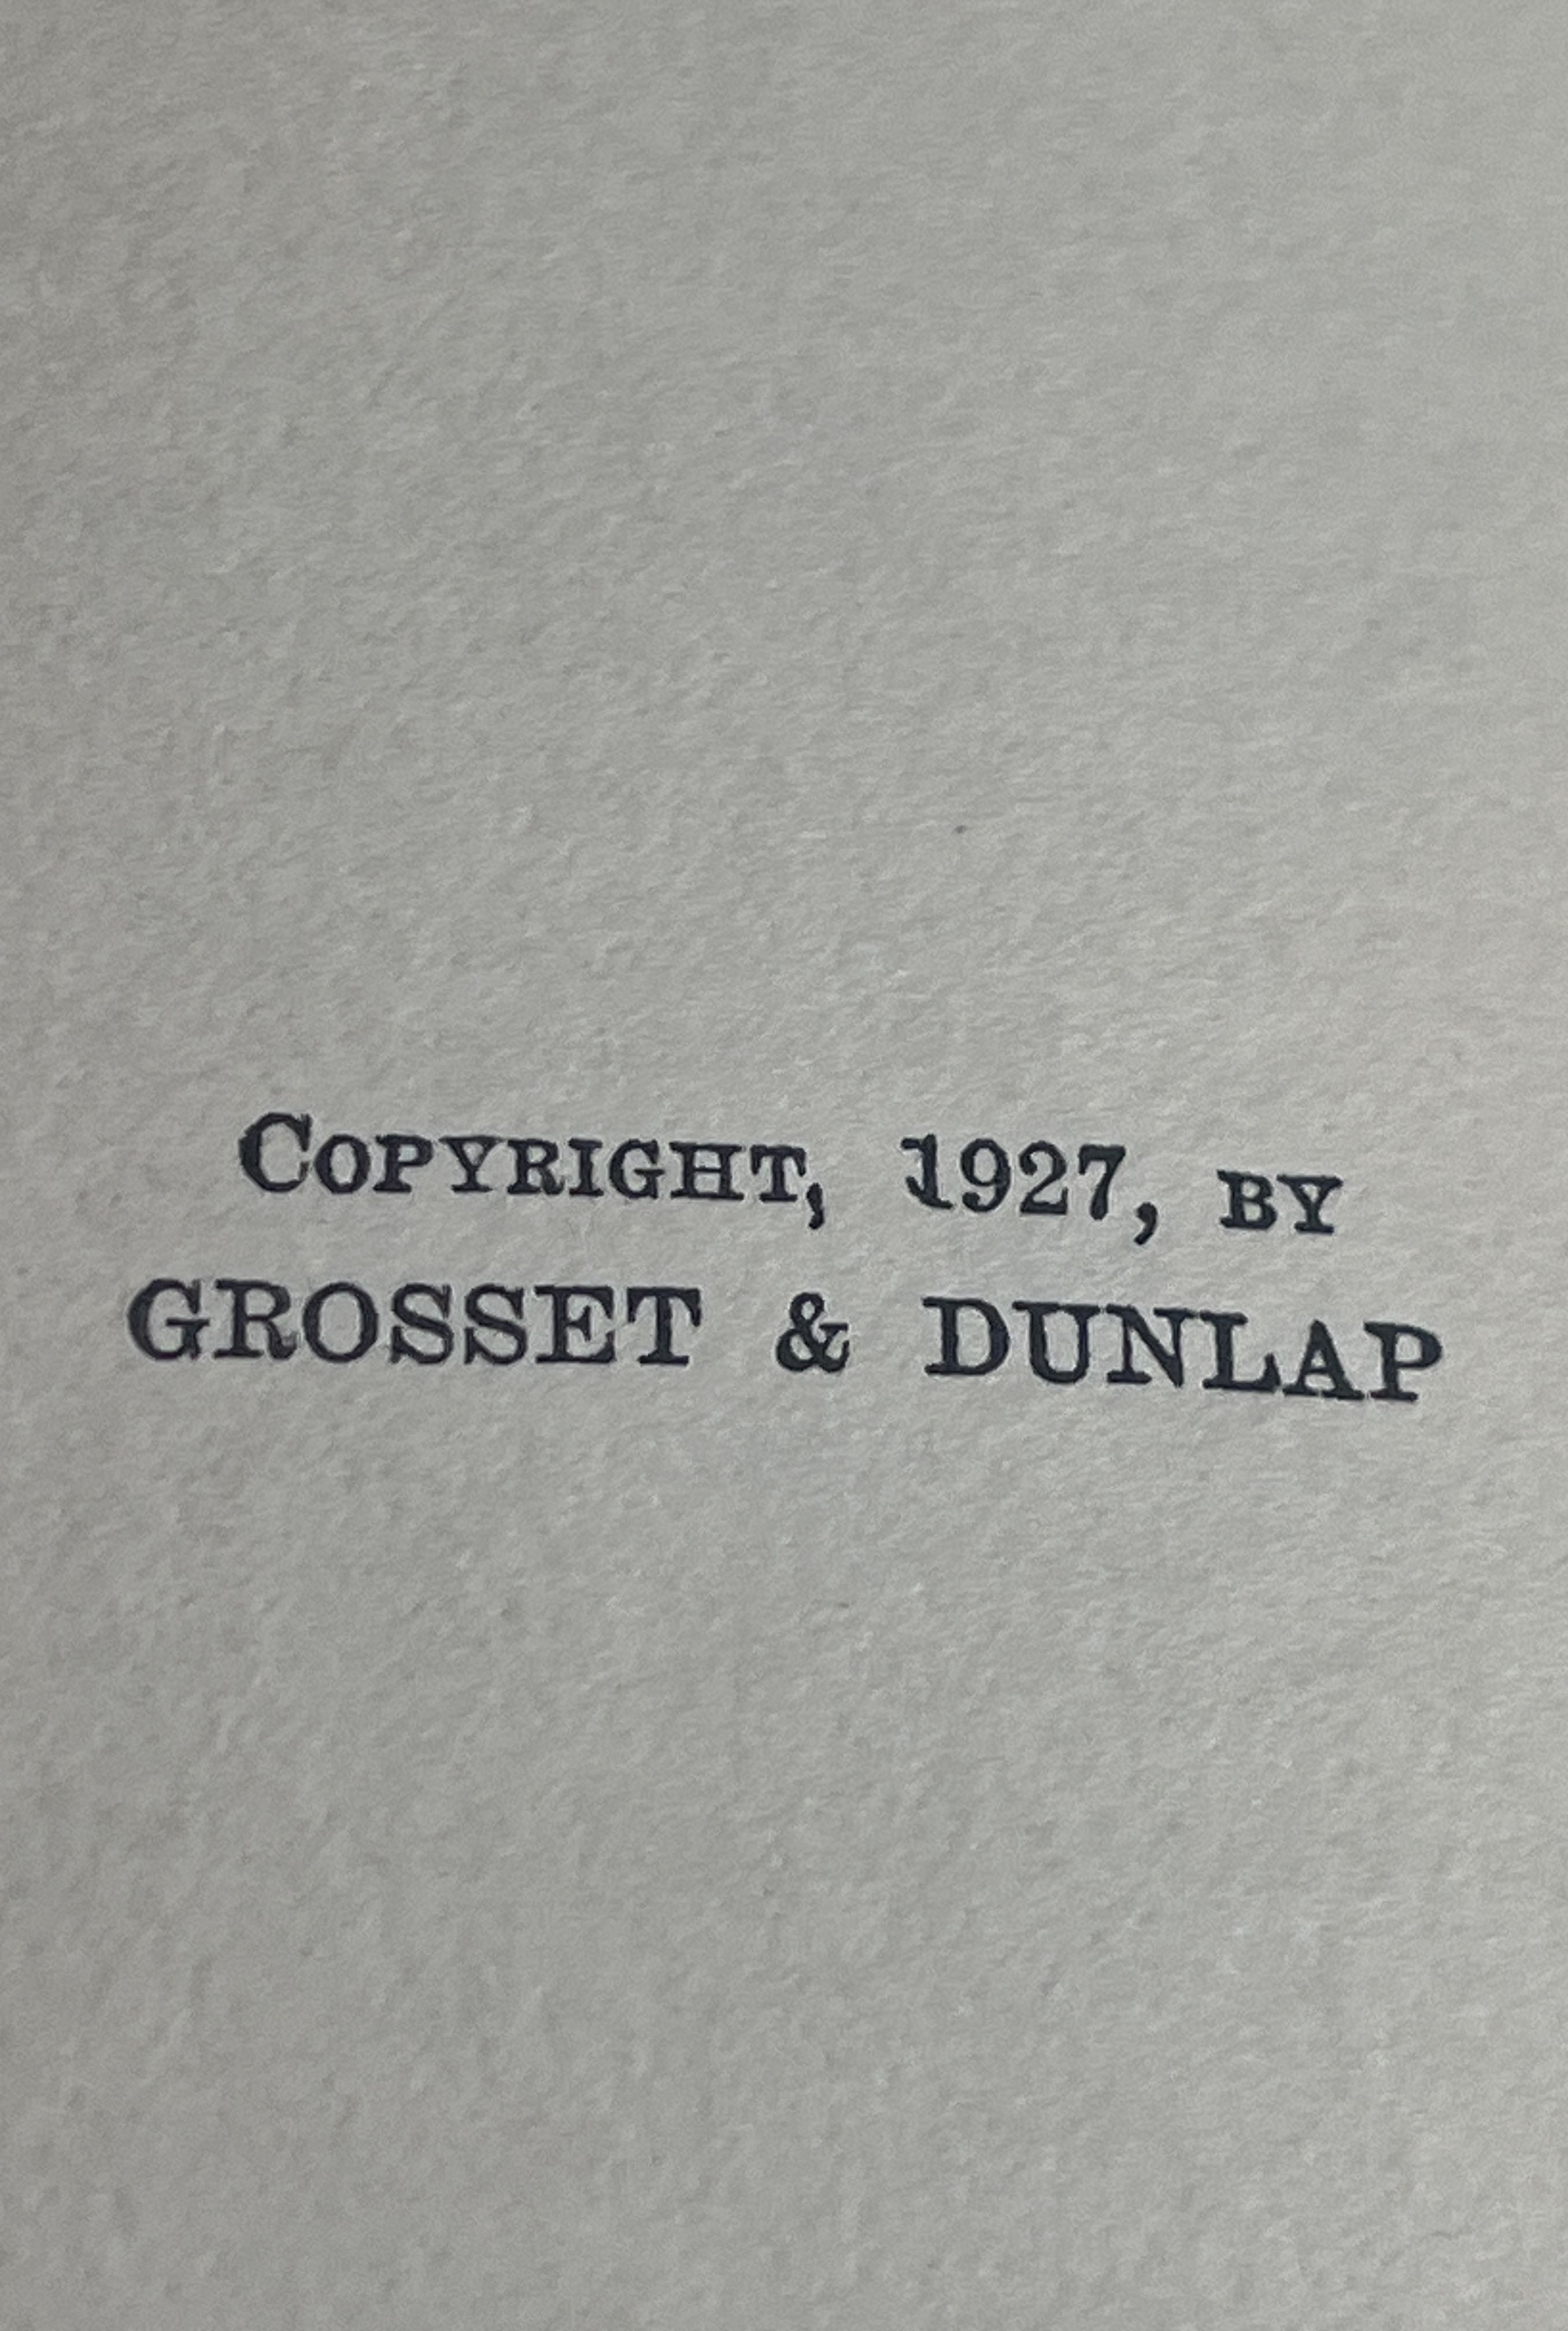 Copyright, 1927, by
GROSSET & DUNLAP